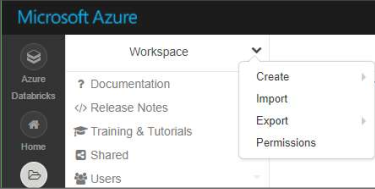 Microsoft Azure
Azure
Databricks
Home
Workspace
? Documentation
</> Release Notes
Training & Tutorials
Shared
Users
Create
Import
Export
Permissions